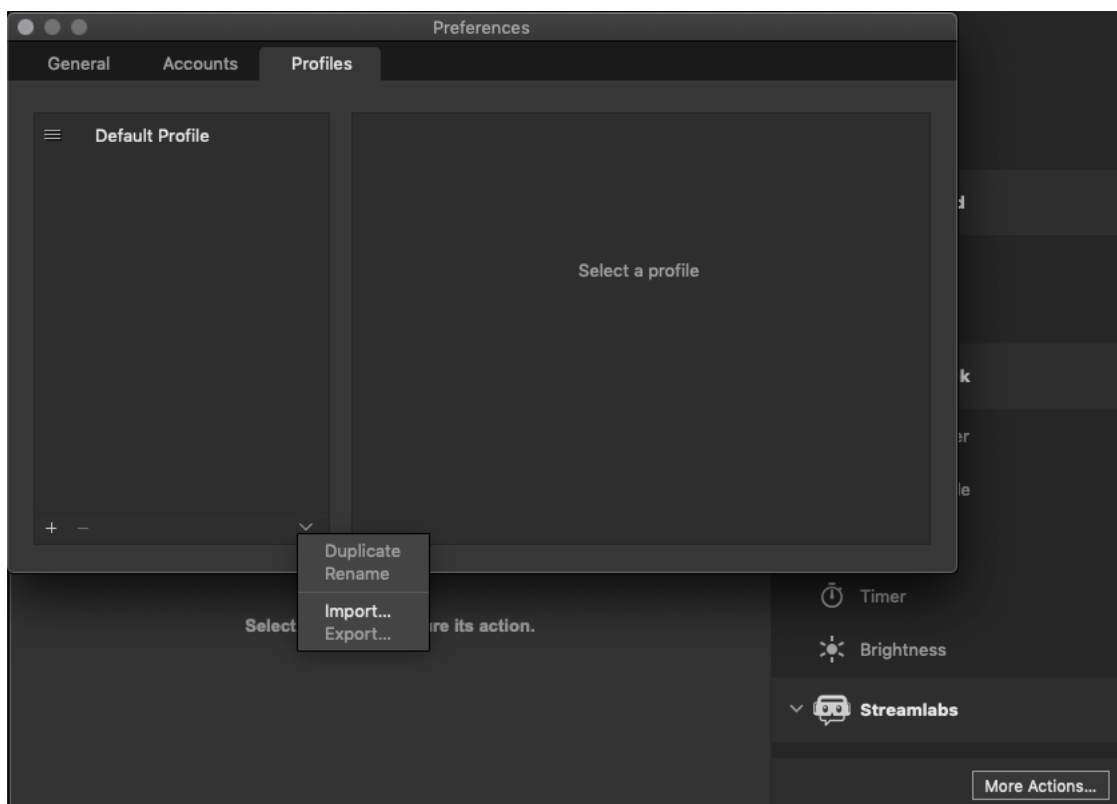 Preferences
General Accounts Profiles
Default Profile
Select a profile
Duplicate
Rename
Import...
Export...
Select
re its action.
Timer
Brightness
Streamlabs
More Actions...